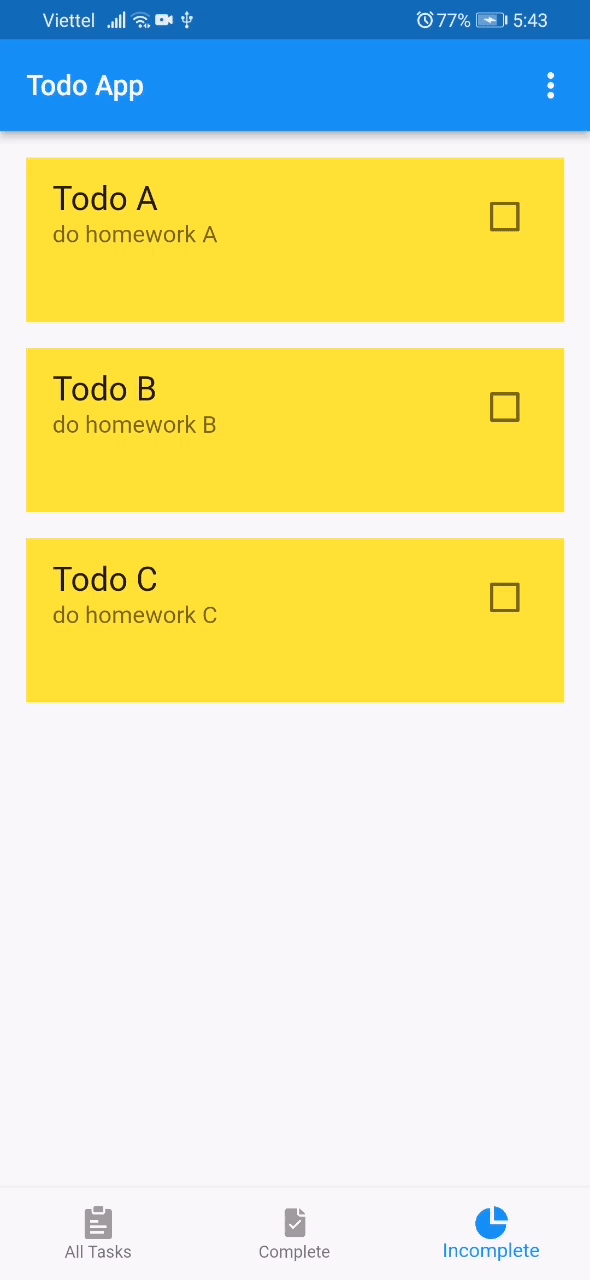 Viettel 77% 5:43
Todo App
Todo A
do homework A
Todo B
do homework B
Todo C
do homework C
All Tasks Complete Incomplete